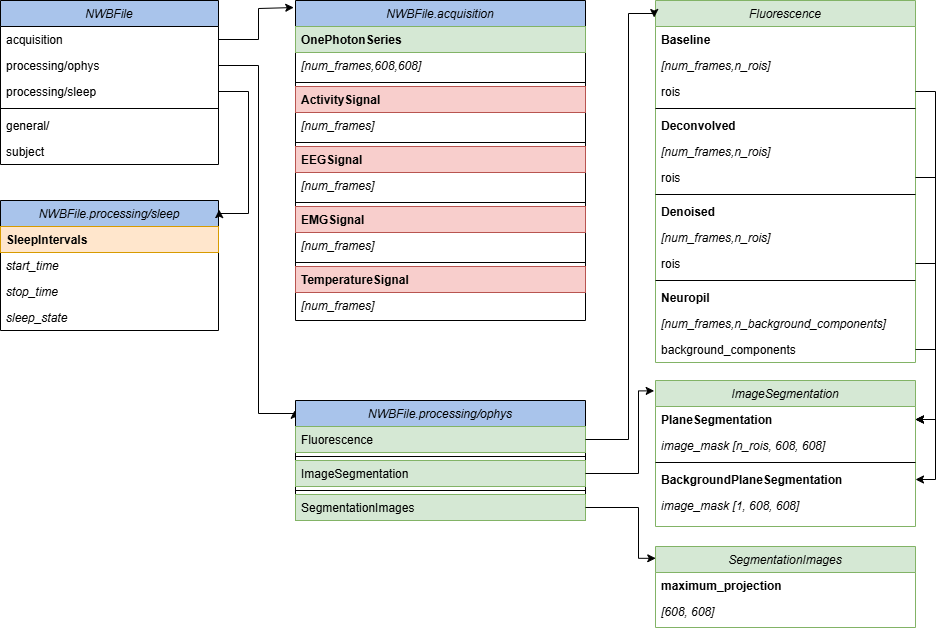 NWBFile
acquisition
processing/ophys
processing/sleep
general/
subject
NWBFile.processing/sleep
SleepIntervals
start_time
stop_time
sleep_state
NWBFile.acquisition
OnePhotonSeries
[num_frames,608,608]
ActivitySignal
[num_frames]
EEGSignal
[num_frames]
EMGSignal
[num_frames]
TemperatureSignal
[num_frames]
NWBFile.processing/ophys
Fluorescence
ImageSegmentation
SegmentationImages
Fluorescence
Baseline
[num_frames,n_rois]
rois
Deconvolved
[num_frames,n_rois]
rois
Denoised
[num_frames,n_rois]
rois
Neuropil
[num_frames,n_background_components]
background_components
ImageSegmentation
PlaneSegmentation
image_mask [n_rois, 608, 608]
BackgroundPlaneSegmentation
image_mask [1, 608, 608]
SegmentationImages
maximum_projection
[608, 608]